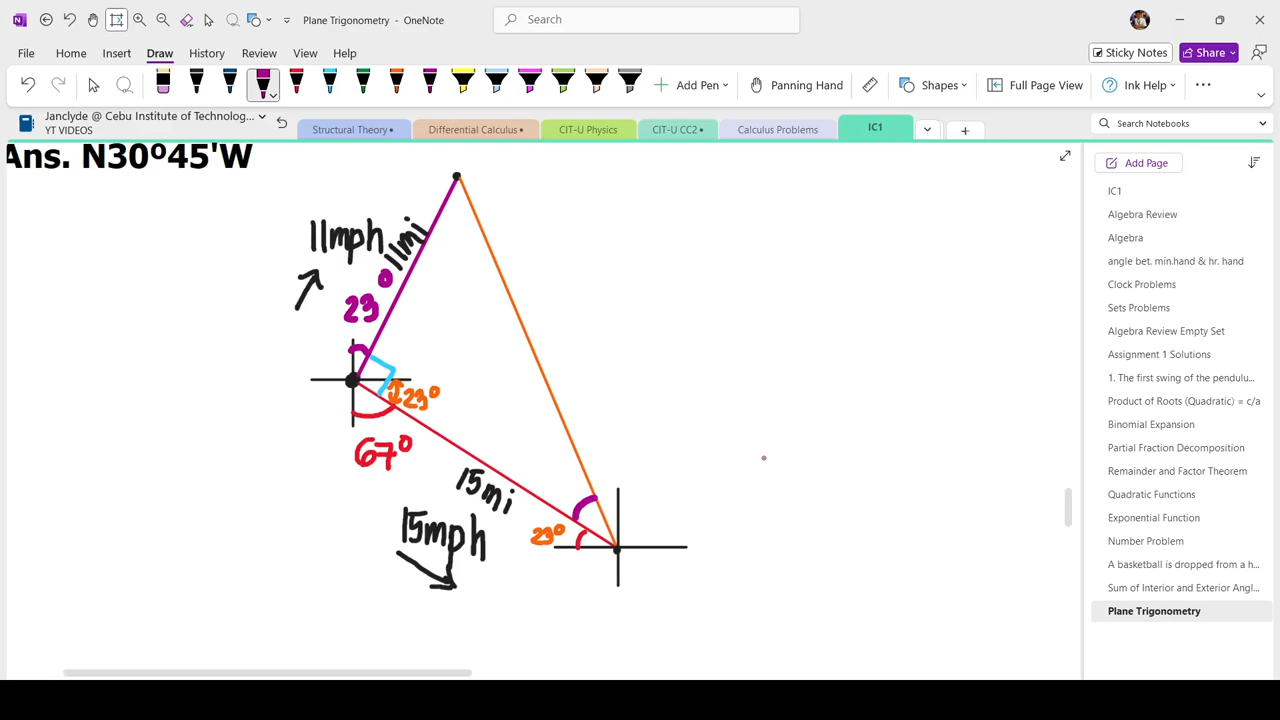 Plane Trigonometry - OneNote
Search
File
Home
Insert
Draw
History
Review
View
Help
Sticky Notes
Share
Add Pen
Panning Hand
Shapes
Full Page View
Ink Help
Janclyde @ Cebu Institute of Technolog...
YT VIDEOS
Structural Theory
Differential Calculus
CIT-U Physics
CIT-U CC2
Calculus Problems
IC1
Search Notebooks
Add Page
IC1
Algebra Review
Algebra
angle bet. min.hand & hr. hand
Clock Problems
Sets Problems
Algebra Review Empty Set
Assignment 1 Solutions
1. The first swing of the pendulu...
Product of Roots (Quadratic) = c/a
Binomial Expansion
Partial Fraction Decomposition
Remainder and Factor Theorem
Quadratic Functions
Exponential Function
Number Problem
A basketball is dropped from a h...
Sum of Interior and Exterior Angl...
Plane Trigonometry
Ans. N30º45'W
11mph
11mi
23°
23°
67°
15mi
15mph
23°